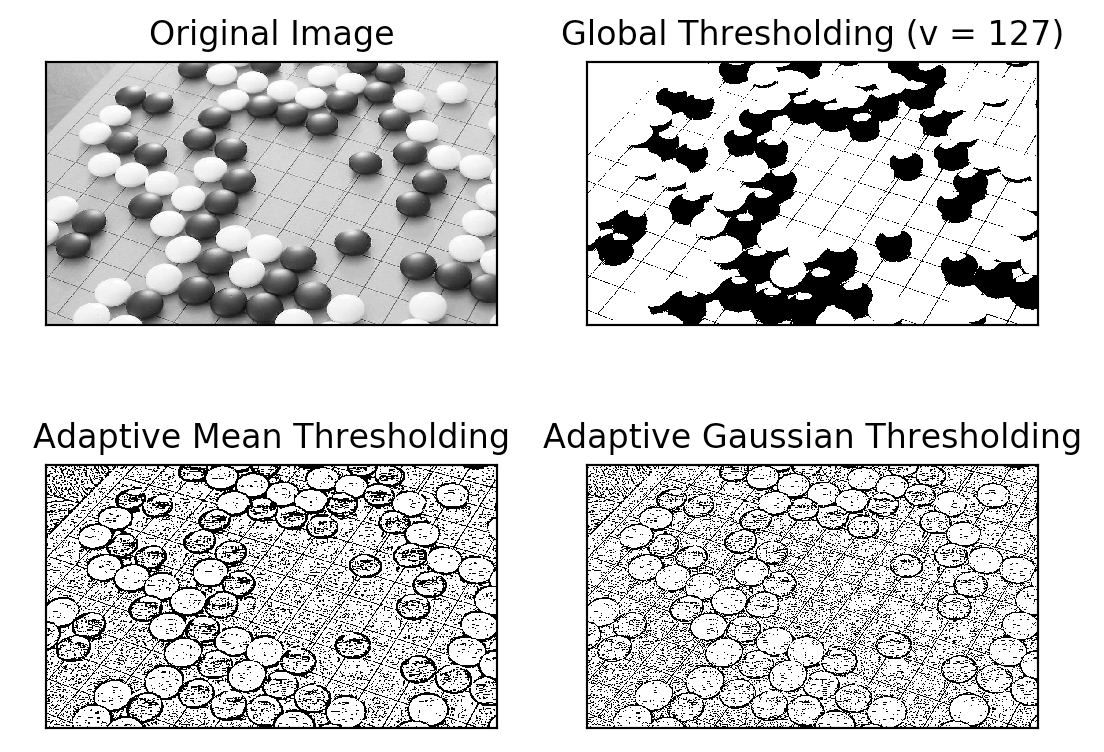 Original Image
Global Thresholding (v = 127)
Adaptive Mean Thresholding
Adaptive Gaussian Thresholding